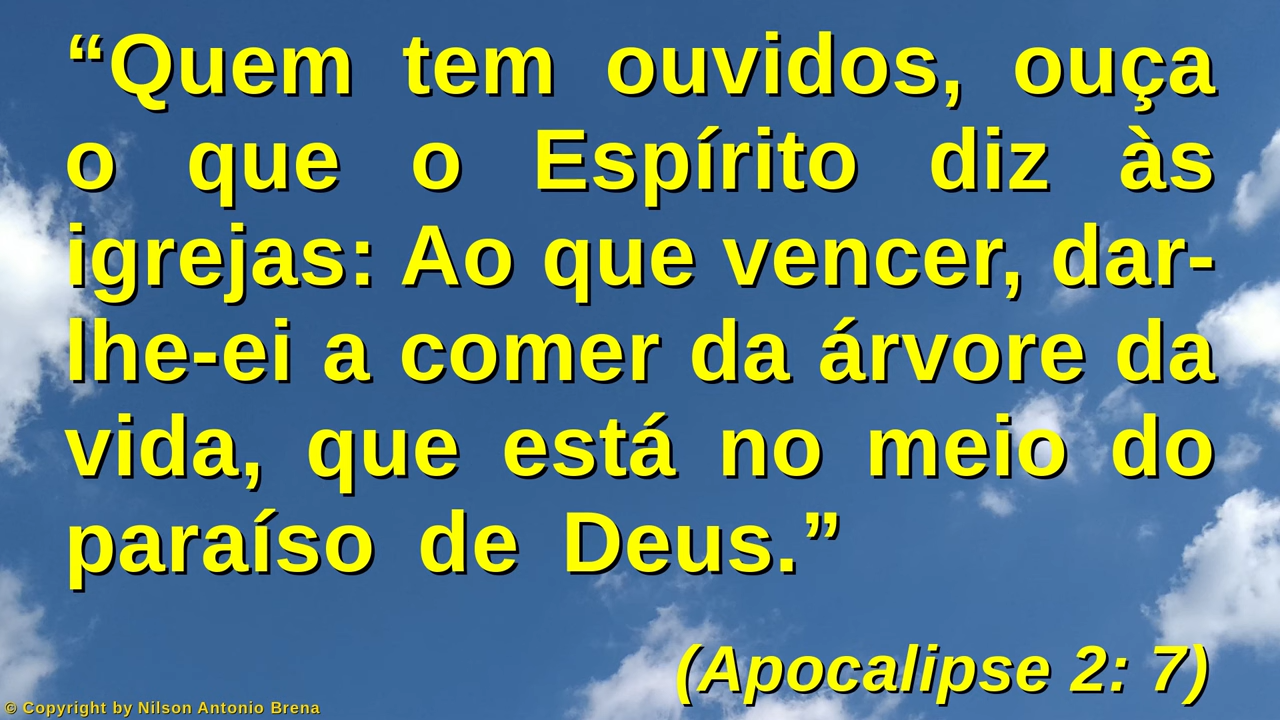 “Quem tem ouvidos, ouça
o que o Espírito diz às
igrejas: Ao que vencer, dar-
lhe-ei a comer da árvore da
vida, que está no meio do
paraíso de Deus.”
(Apocalipse 2: 7)
© Copyright by Nilson Antonio Brena